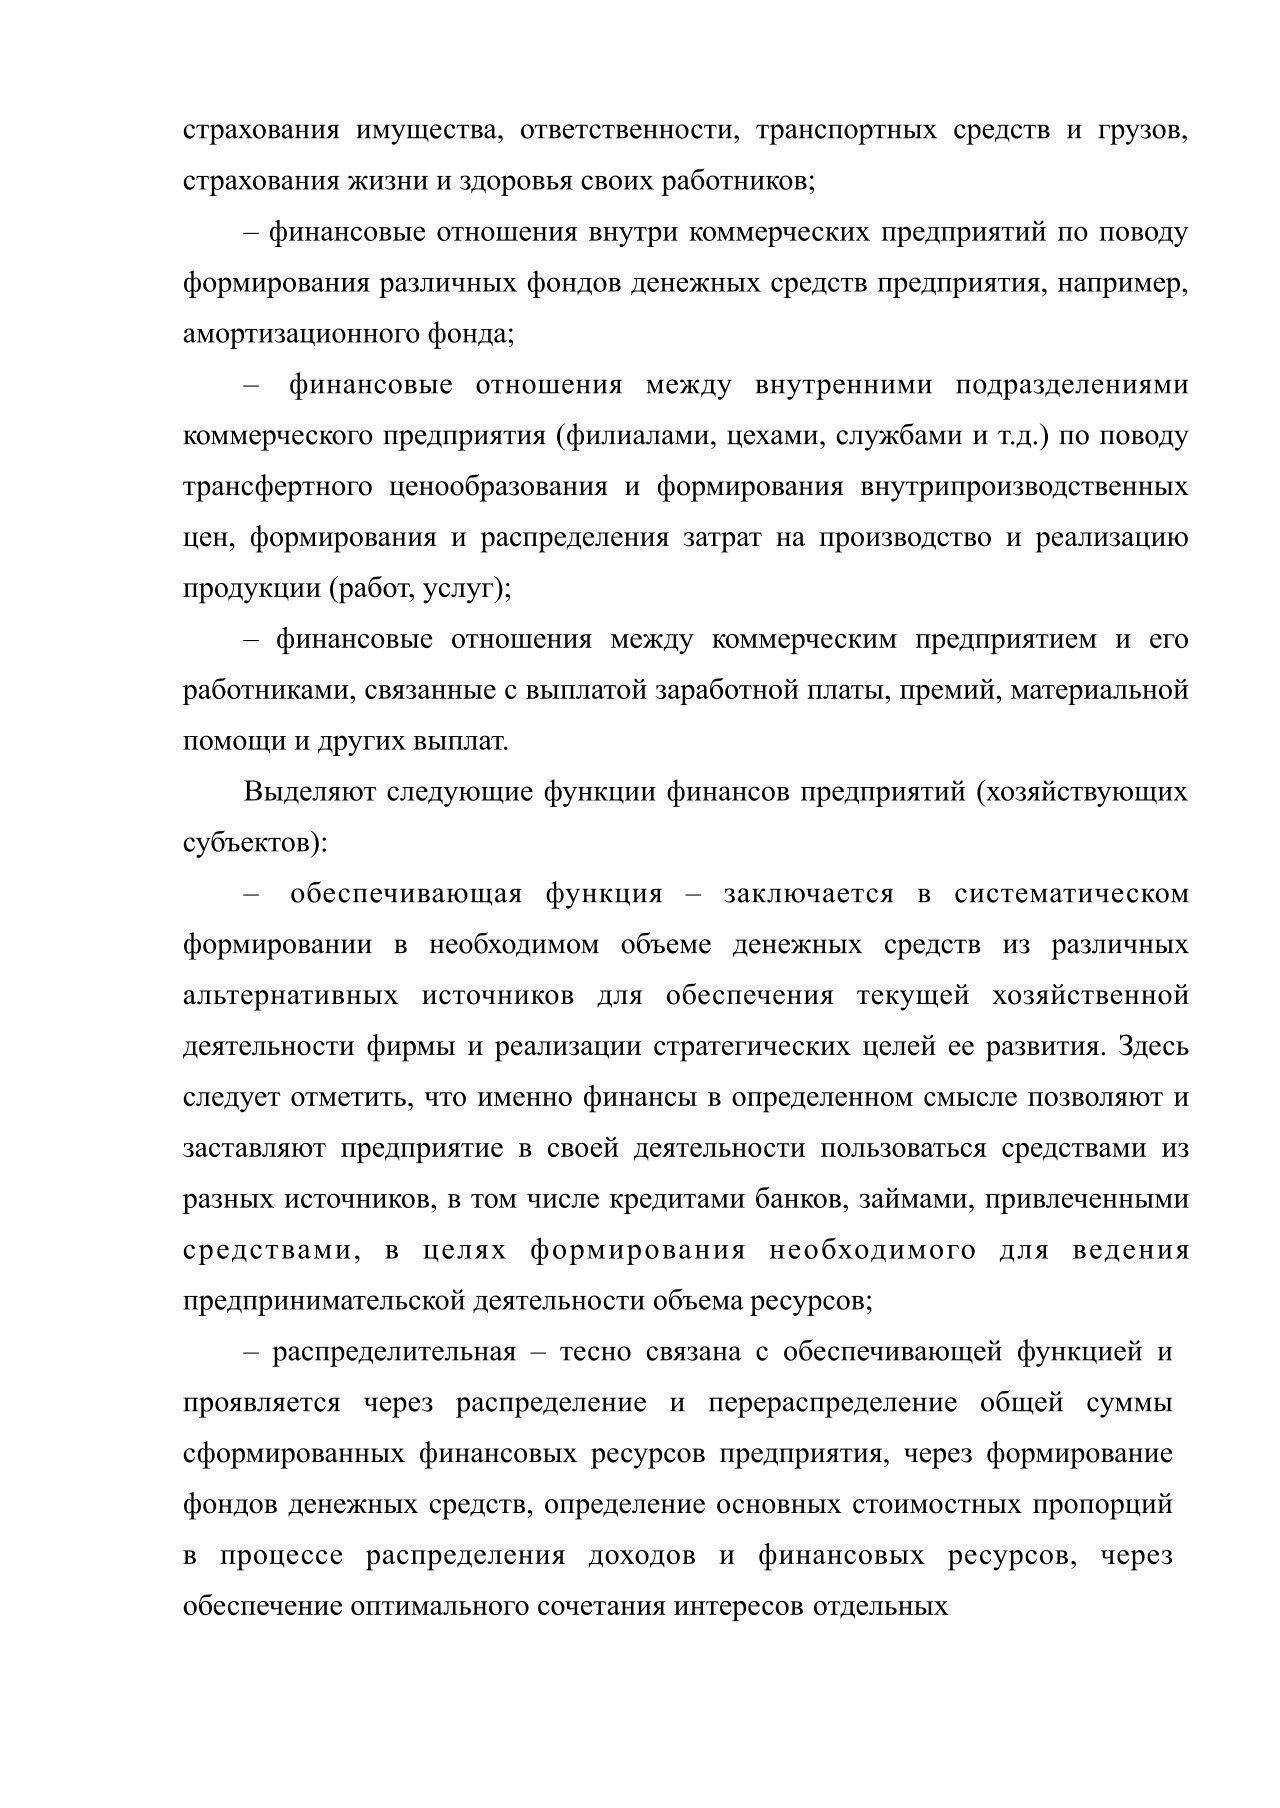 страхования имущества, ответственности, транспортных средств и грузов,
страхования жизни и здоровья своих работников;
– финансовые отношения внутри коммерческих предприятий по поводу
формирования различных фондов денежных средств предприятия, например,
амортизационного фонда;
– финансовые отношения между внутренними подразделениями
коммерческого предприятия (филиалами, цехами, службами и т.д.) по поводу
трансфертного ценообразования и формирования внутрипроизводственных
цен, формирования и распределения затрат на производство и реализацию
продукции (работ, услуг);
– финансовые отношения между коммерческим предприятием и его
работниками, связанные с выплатой заработной платы, премий, материальной
помощи и других выплат.
Выделяют следующие функции финансов предприятий (хозяйствующих
субъектов):
– обеспечивающая функция – заключается в систематическом
формировании в необходимом объеме денежных средств из различных
альтернативных источников для обеспечения текущей хозяйственной
деятельности фирмы и реализации стратегических целей ее развития. Здесь
следует отметить, что именно финансы в определенном смысле позволяют и
заставляют предприятие в своей деятельности пользоваться средствами из
разных источников, в том числе кредитами банков, займами, привлеченными
средствами, в целях формирования необходимого для ведения
предпринимательской деятельности объема ресурсов;
– распределительная – тесно связана с обеспечивающей функцией и
проявляется через распределение и перераспределение общей суммы
сформированных финансовых ресурсов предприятия, через формирование
фондов денежных средств, определение основных стоимостных пропорций
в процессе распределения доходов и финансовых ресурсов, через
обеспечение оптимального сочетания интересов отдельных